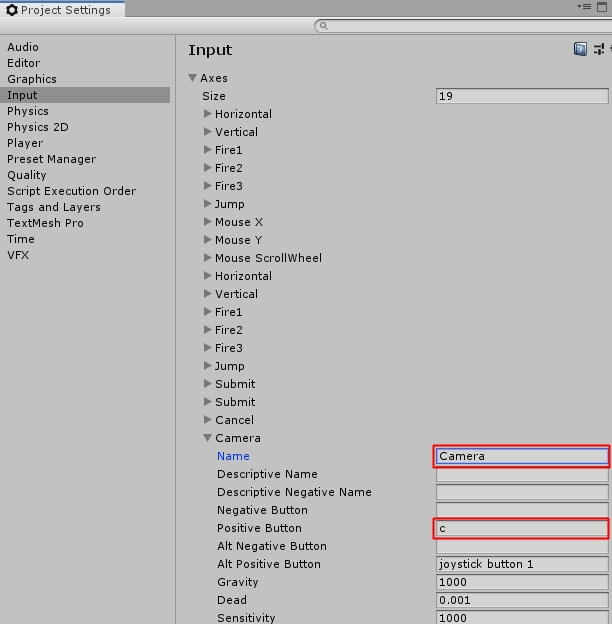 Project Settings
Audio
Editor
Graphics
Input
Physics
Physics 2D
Player
Preset Manager
Quality
Script Execution Order
Tags and Layers
TextMesh Pro
Time
VFX
Input
Axes
Size 19
Horizontal
Vertical
Fire1
Fire2
Fire3
Jump
Mouse X
Mouse Y
Mouse ScrollWheel
Horizontal
Vertical
Fire1
Fire2
Fire3
Jump
Submit
Submit
Cancel
Camera
Name Camera
Descriptive Name
Descriptive Negative Name
Negative Button
Positive Button c
Alt Negative Button
Alt Positive Button joystick button 1
Gravity 1000
Dead 0.001
Sensitivity 1000